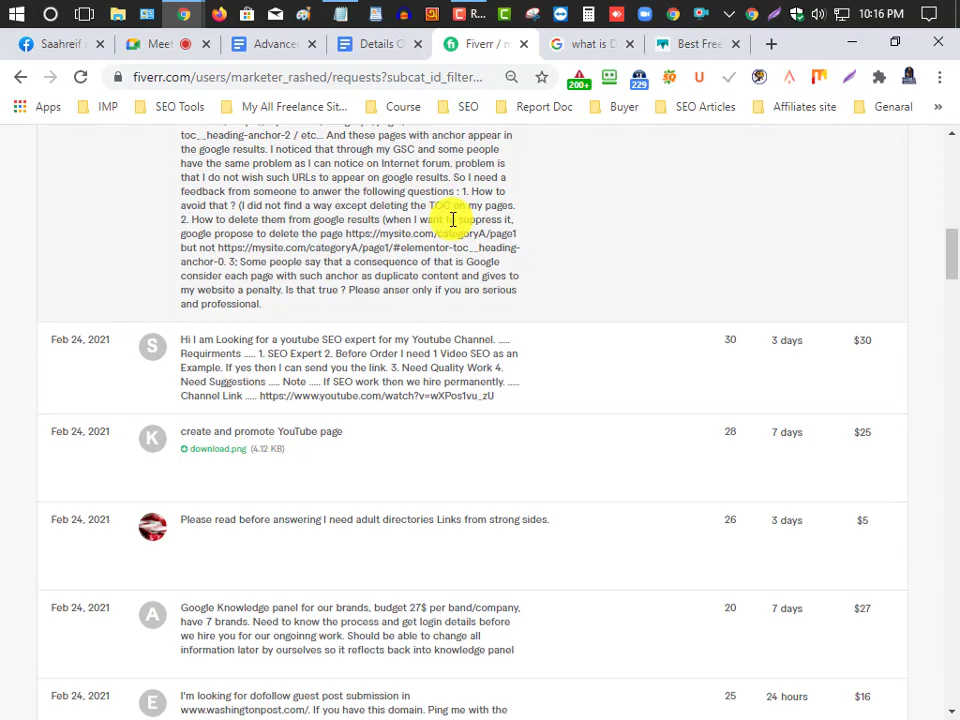 R...
10:16 PM
Saahreif
Meet
Advance
Details O
Fiverr / m
what is D
Best Free
fiverr.com/users/marketer_rashed/requests?subcat_id_filter...
200+
229
Apps
IMP
SEO Tools
My All Freelance Sit...
Course
SEO
Report Doc
Buyer
SEO Articles
Affiliates site
Genaral
»
toc__heading-anchor-2 / etc... And these pages with anchor appear in
the google results. I noticed that through my GSC and some people
have the same problem as I can notice on Internet forum. problem is
that I do not wish such URLs to appear on google results. So I need a
feedback from someone to anwer the following questions : 1. How to
avoid that ? (I did not find a way except deleting the TOC on my pages.
2. How to delete them from google results (when I want to suppress it,
google propose to delete the page https://mysite.com/categoryA/page1
but not https://mysite.com/categoryA/page1/#elementor-toc__heading-
anchor-0. 3; Some people say that a consequence of that is Google
consider each page with such anchor as duplicate content and gives to
my website a penalty. Is that true ? Please anser only if you are serious
and professional.
Feb 24, 2021
S
Hi I am Looking for a youtube SEO expert for my Youtube Channel. .....
Requirments ..... 1. SEO Expert 2. Before Order I need 1 Video SEO as an
Example. If yes then I can send you the link. 3. Need Quality Work 4.
Need Suggestions ..... Note ..... If SEO work then we hire permanently. .....
Channel Link ..... https://www.youtube.com/watch?v=wXPos1vu_zU
30
3 days
$30
Feb 24, 2021
K
create and promote YouTube page
download.png (4.12 KB)
28
7 days
$25
Feb 24, 2021
Please read before answering I need adult directories Links from strong sides.
26
3 days
$5
Feb 24, 2021
A
Google Knowledge panel for our brands, budget 27$ per band/company,
have 7 brands. Need to know the process and get login details before
we hire you for our ongoinng work. Should be able to change all
information later by ourselves so it reflects back into knowledge panel
20
7 days
$27
Feb 24, 2021
E
I'm looking for dofollow guest post submission in
www.washingtonpost.com/. If you have this domain. Ping me with the
25
24 hours
$16